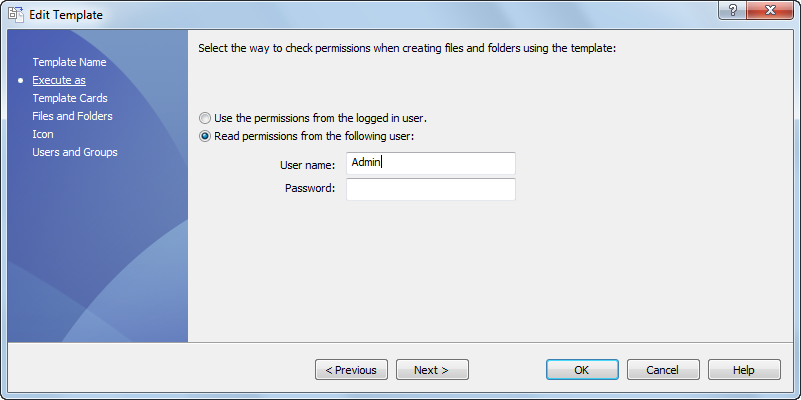 Edit Template
?
Template Name
Execute as
Template Cards
Files and Folders
Icon
Users and Groups
Select the way to check permissions when creating files and folders using the template:
Use the permissions from the logged in user.
Read permissions from the following user:
User name: Admin
Password:
< Previous Next > OK Cancel Help